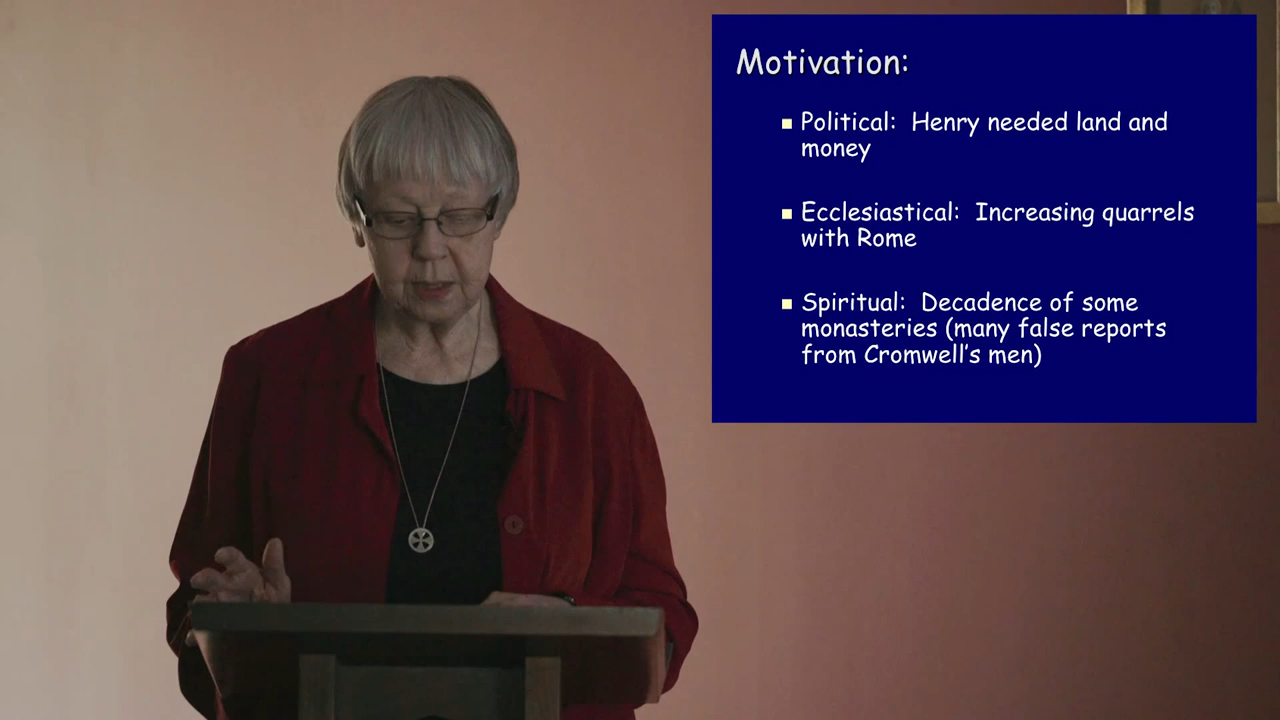 Motivation:
Political: Henry needed land and
money
Ecclesiastical: Increasing quarrels
with Rome
Spiritual: Decadence of some
monasteries (many false reports
from Cromwell's men)